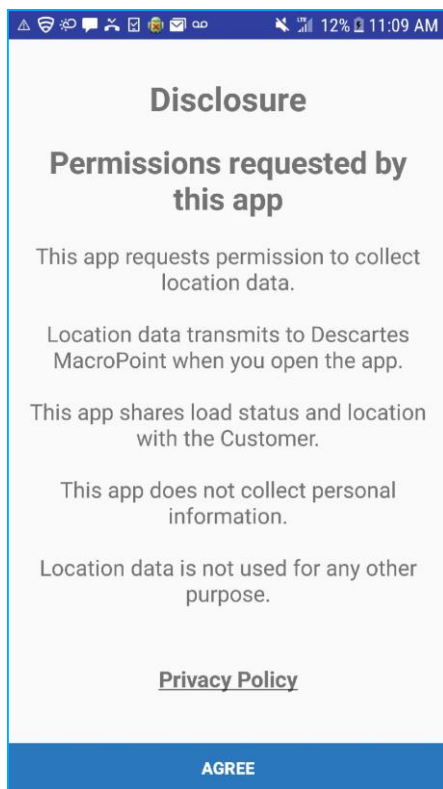 12% 11:09 AM
Disclosure
Permissions requested by
this app
This app requests permission to collect
location data.
Location data transmits to Descartes
MacroPoint when you open the app.
This app shares load status and location
with the Customer.
This app does not collect personal
information.
Location data is not used for any other
purpose.
Privacy Policy
AGREE